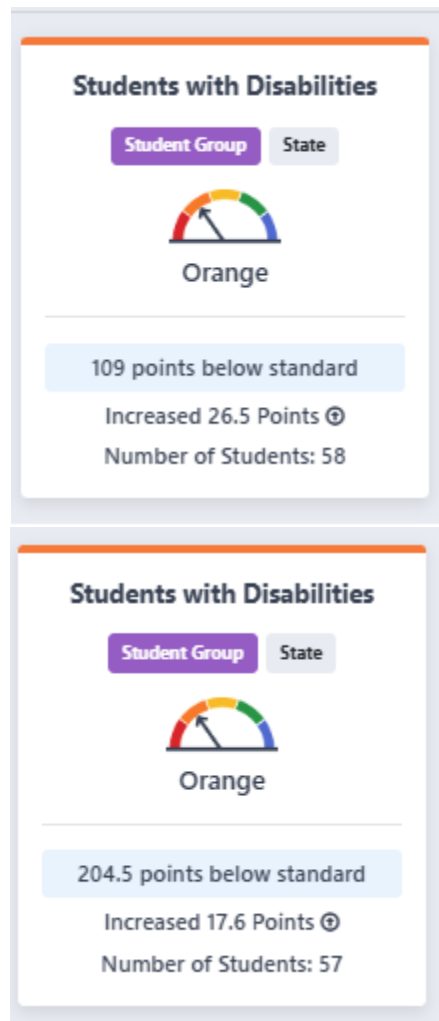 Students with Disabilities
Student Group State
Orange
109 points below standard
Increased 26.5 Points
Number of Students: 58
Students with Disabilities
Student Group State
Orange
204.5 points below standard
Increased 17.6 Points
Number of Students: 57